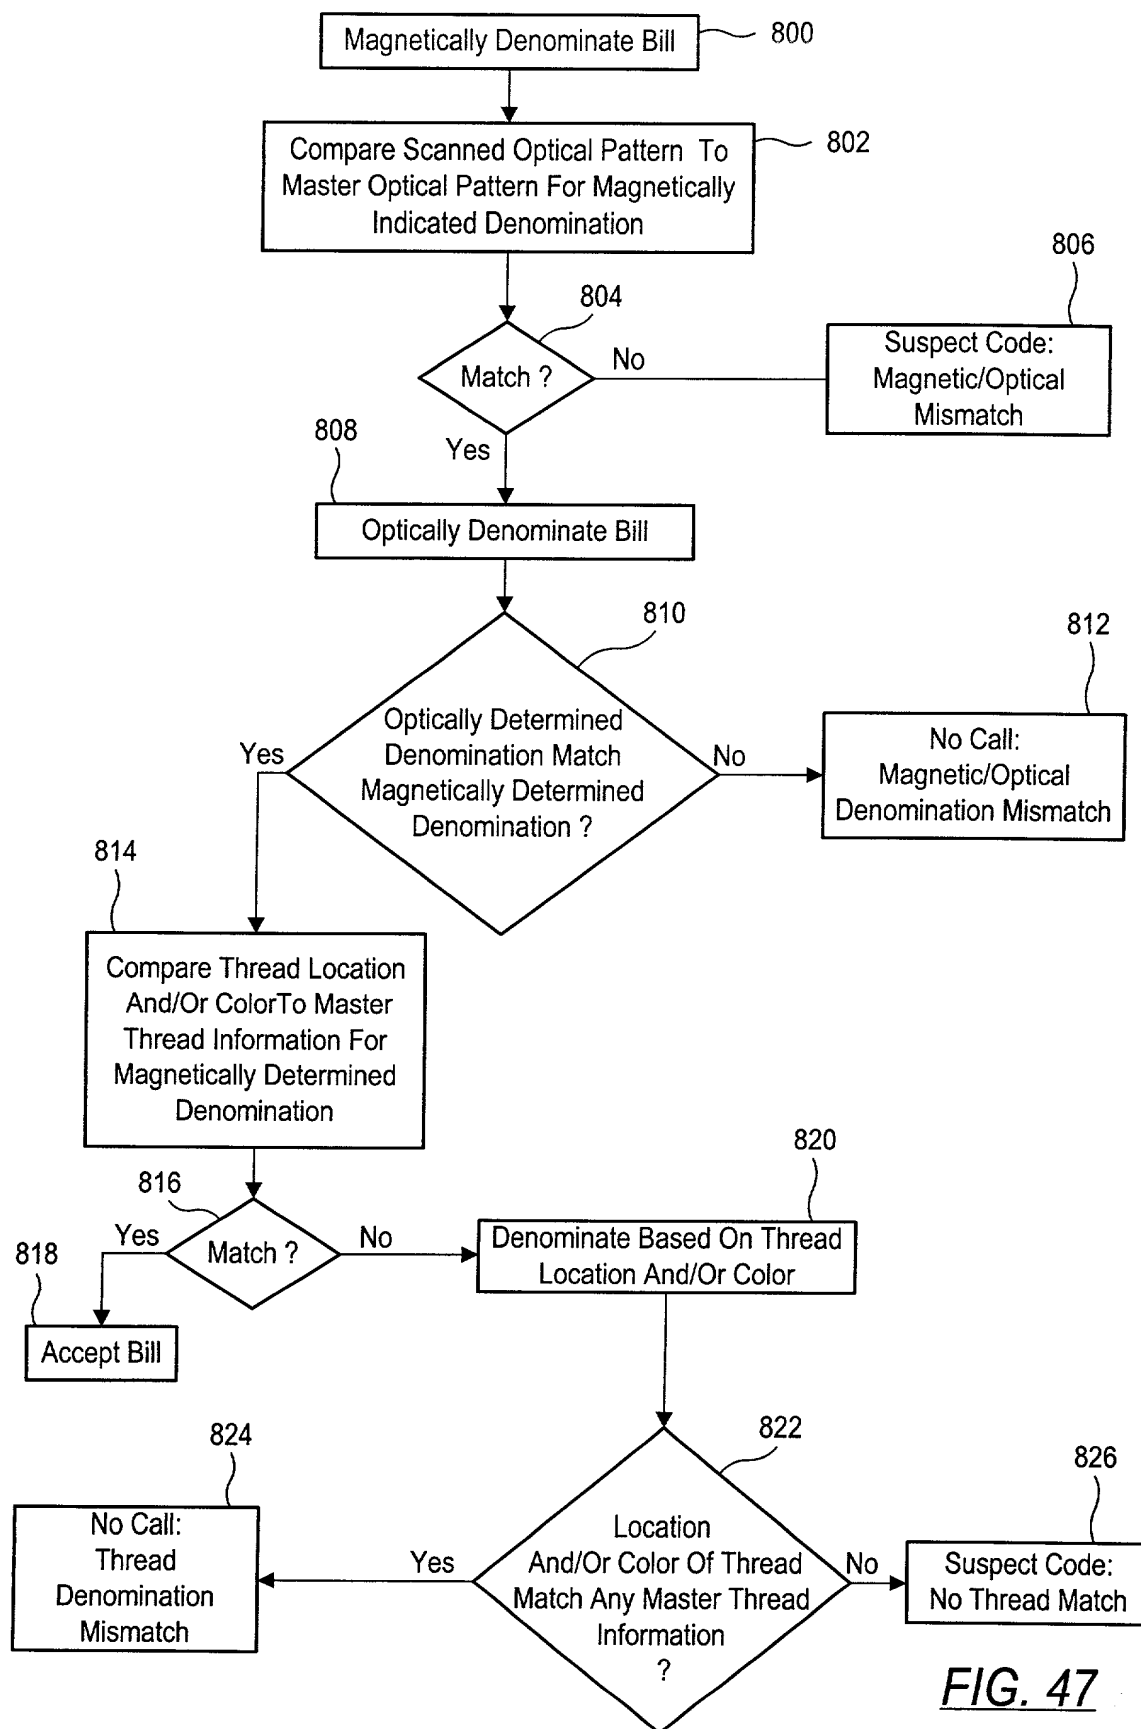 Magnetically Denominate Bill
800
Compare Scanned Optical Pattern To
Master Optical Pattern For Magnetically
Indicated Denomination
802
804
Match ?
No
Yes
806
Suspect Code:
Magnetic/Optical
Mismatch
808
Optically Denominate Bill
810
Optically Determined
Denomination Match
Magnetically Determined
Denomination ?
Yes
No
812
No Call:
Magnetic/Optical
Denomination Mismatch
814
Compare Thread Location
And/Or ColorTo Master
Thread Information For
Magnetically Determined
Denomination
816
Match ?
Yes
No
818
Accept Bill
820
Denominate Based On Thread
Location And/Or Color
822
Location
And/Or Color Of Thread
Match Any Master Thread
Information
?
Yes
No
824
No Call:
Thread
Denomination
Mismatch
826
Suspect Code:
No Thread Match
FIG. 47